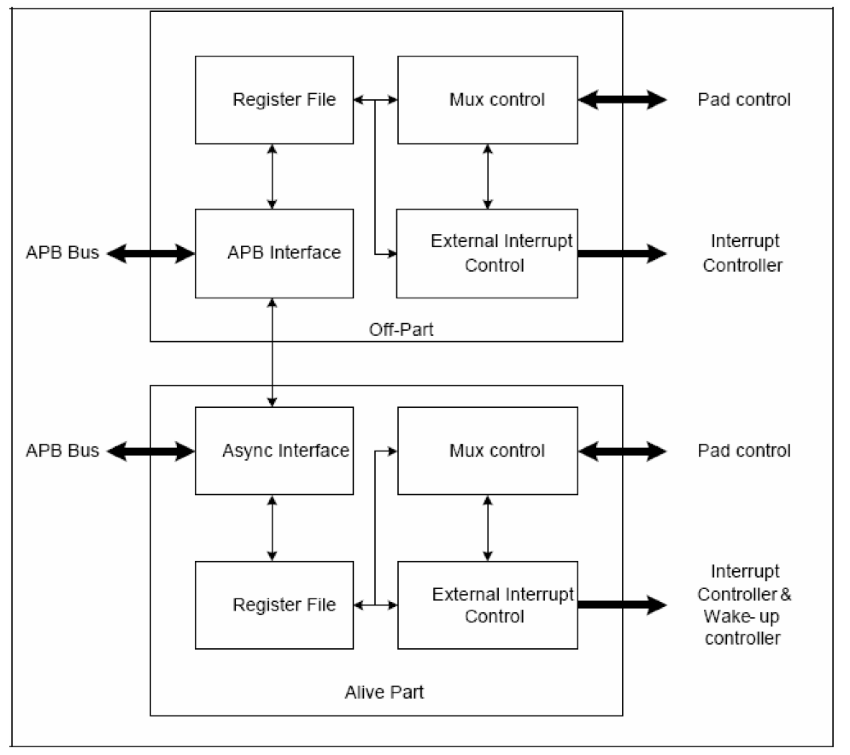 Register File
Mux control
Pad control
APB Bus
APB Interface
External Interrupt
Control
Interrupt
Controller
Off-Part
APB Bus
Async Interface
Mux control
Pad control
Register File
External Interrupt
Control
Interrupt
Controller &
Wake- up
controller
Alive Part